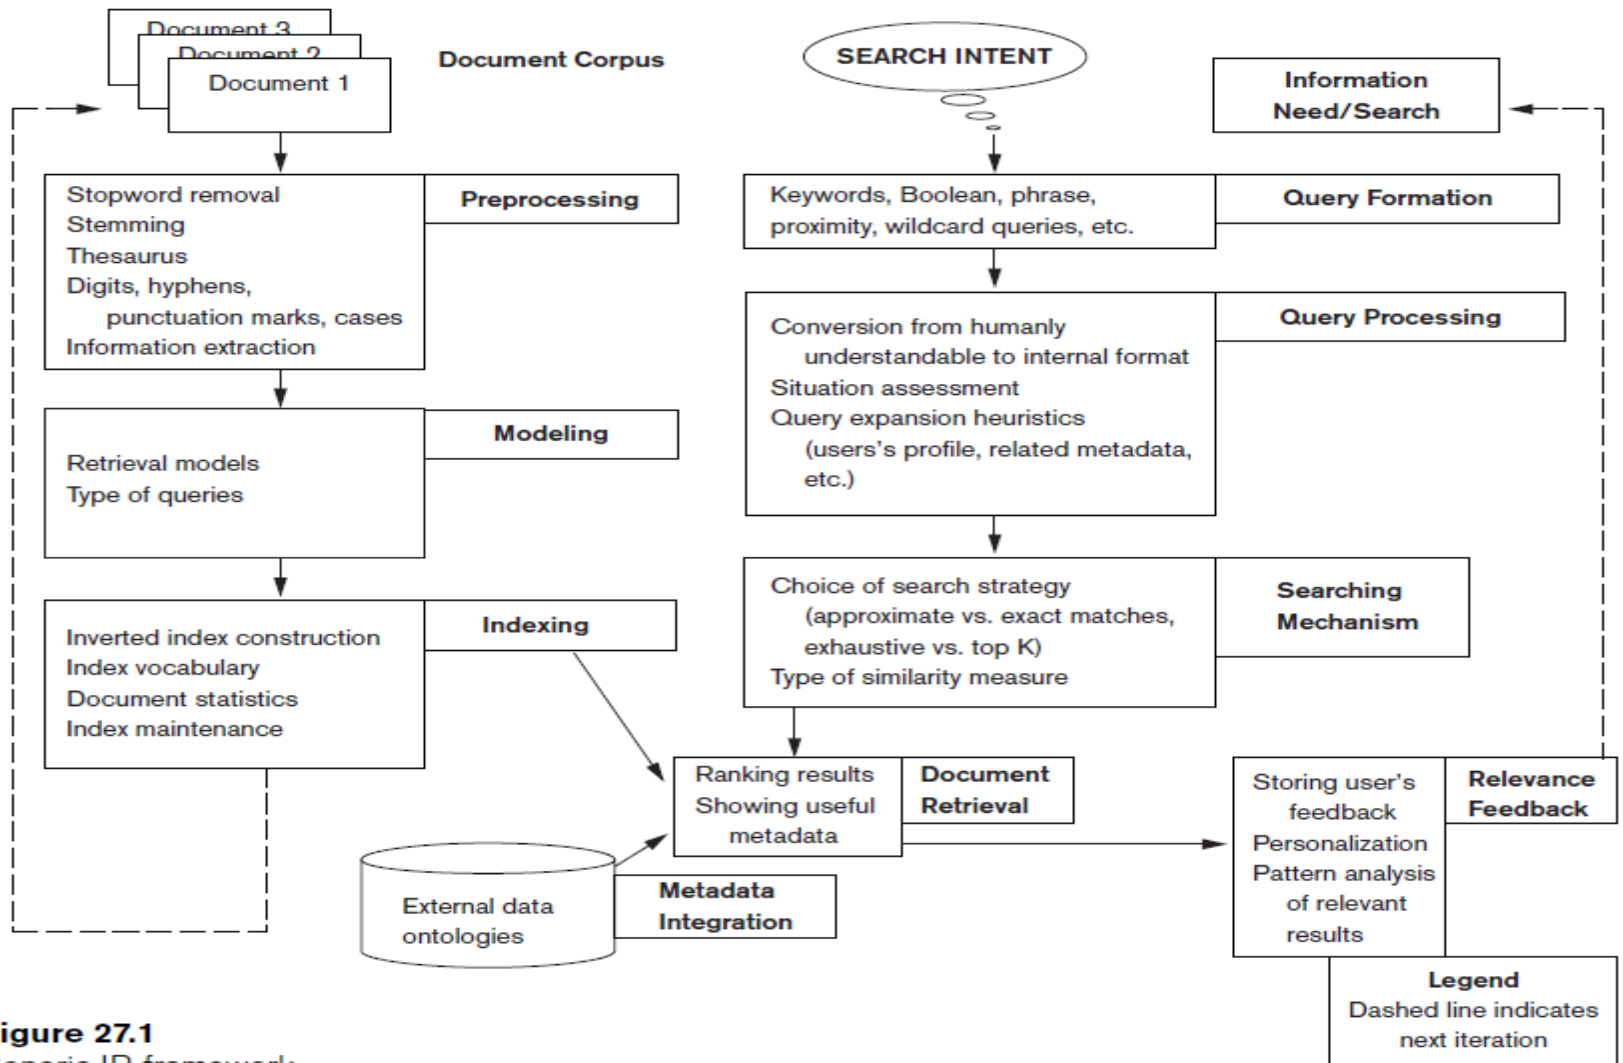 Document 3
Document 2
Document 1
Document Corpus
Stopword removal
Stemming
Thesaurus
Digits, hyphens,
punctuation marks, cases
Information extraction
Preprocessing
Retrieval models
Type of queries
Modeling
Inverted index construction
Index vocabulary
Document statistics
Index maintenance
Indexing
SEARCH INTENT
Information
Need/Search
Keywords, Boolean, phrase,
proximity, wildcard queries, etc.
Query Formation
Conversion from humanly
understandable to internal format
Situation assessment
Query expansion heuristics
(users's profile, related metadata,
etc.)
Query Processing
Choice of search strategy
(approximate vs. exact matches,
exhaustive vs. top K)
Type of similarity measure
Searching
Mechanism
Ranking results
Showing useful
metadata
Document
Retrieval
External data
ontologies
Metadata
Integration
Storing user's
feedback
Personalization
Pattern analysis
of relevant
results
Relevance
Feedback
Legend
Dashed line indicates
next iteration
igure 27.1
IR framework